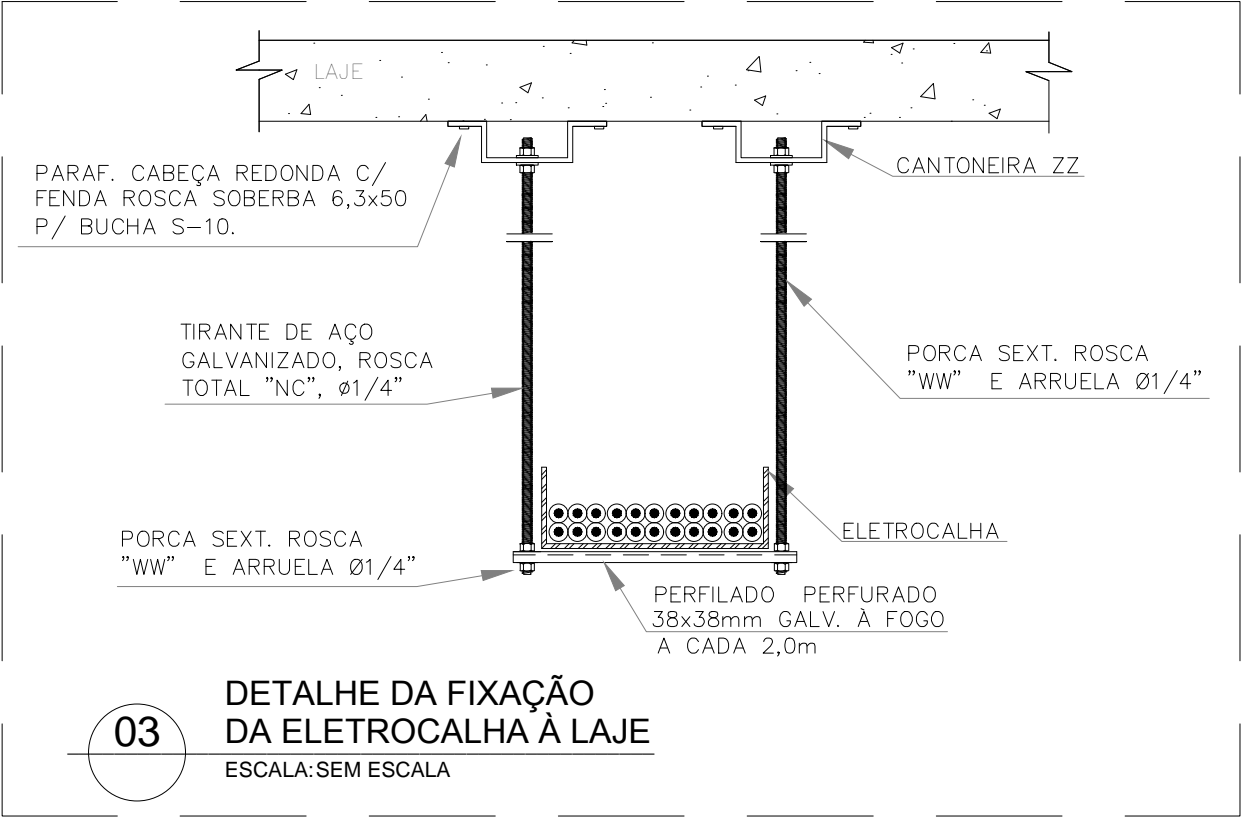 LAJE
PARAF. CABEÇA REDONDA C/
FENDA ROSCA SOBERBA 6,3x50
P/ BUCHA S-10.
CANTONEIRA ZZ
TIRANTE DE AÇO
GALVANIZADO, ROSCA
TOTAL "NC", ø1/4"
PORCA SEXT. ROSCA
"WW" E ARRUELA Ø1/4"
ELETROCALHA
PORCA SEXT. ROSCA
"WW" E ARRUELA Ø1/4"
PERFILADO PERFURADO
38x38mm GALV. À FOGO
A CADA 2,0m
03
DETALHE DA FIXAÇÃO
DA ELETROCALHA À LAJE
ESCALA: SEM ESCALA